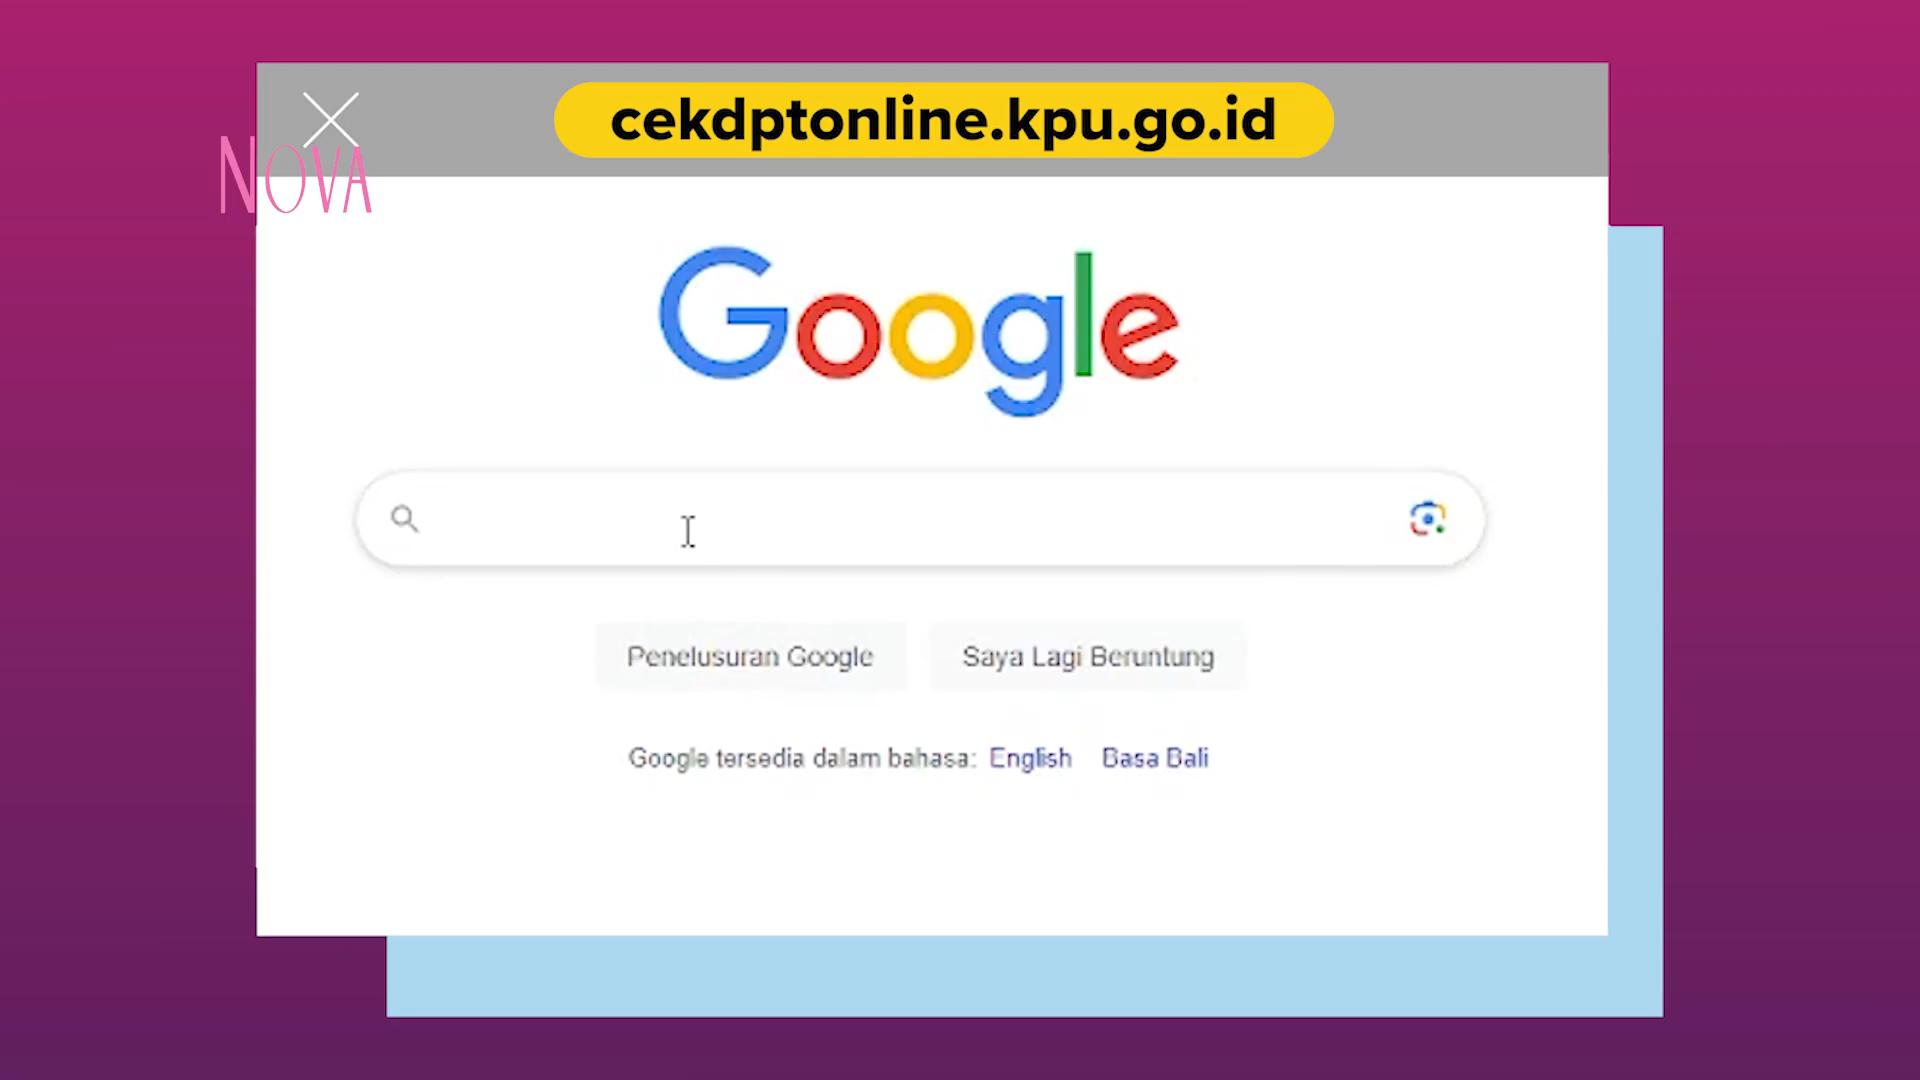 cekdptonline.kpu.go.id
NOVA
Google
Penelusuran Google
Saya Lagi Beruntung
Google tersedia dalam bahasa: English Basa Bali